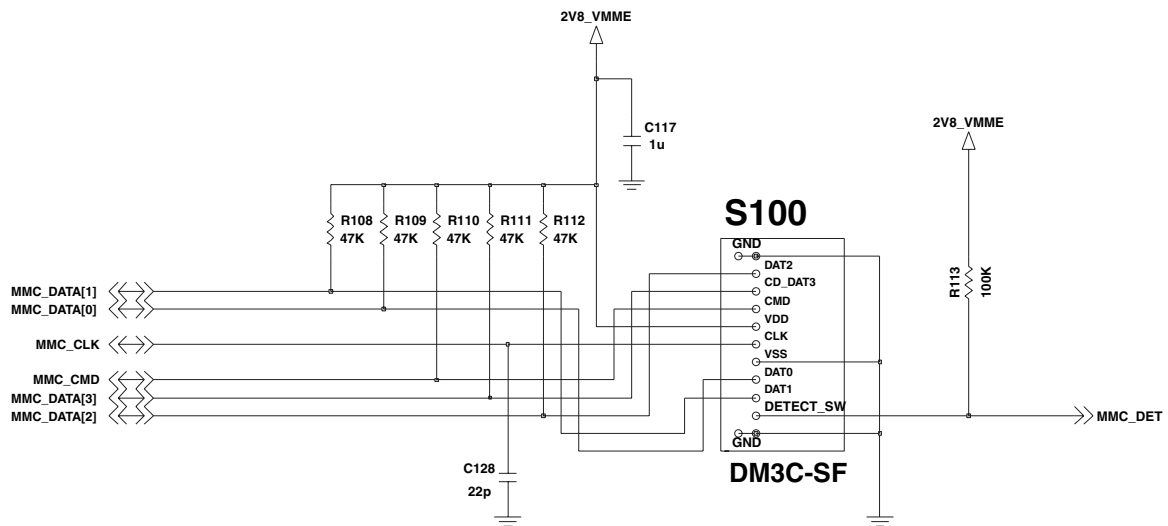 2V8_VMME
C117
1u
2V8_VMME
R108
47K
R109
47K
R110
47K
R111
47K
R112
47K
S100
GND
DAT2
CD_DAT3
CMD
VDD
CLK
VSS
DAT0
DAT1
DETECT_SW
GND
DM3C-SF
R113
100K
MMC_DATA[1]
MMC_DATA[0]
MMC_CLK
MMC_CMD
MMC_DATA[3]
MMC_DATA[2]
MMC_DET
C128
22p